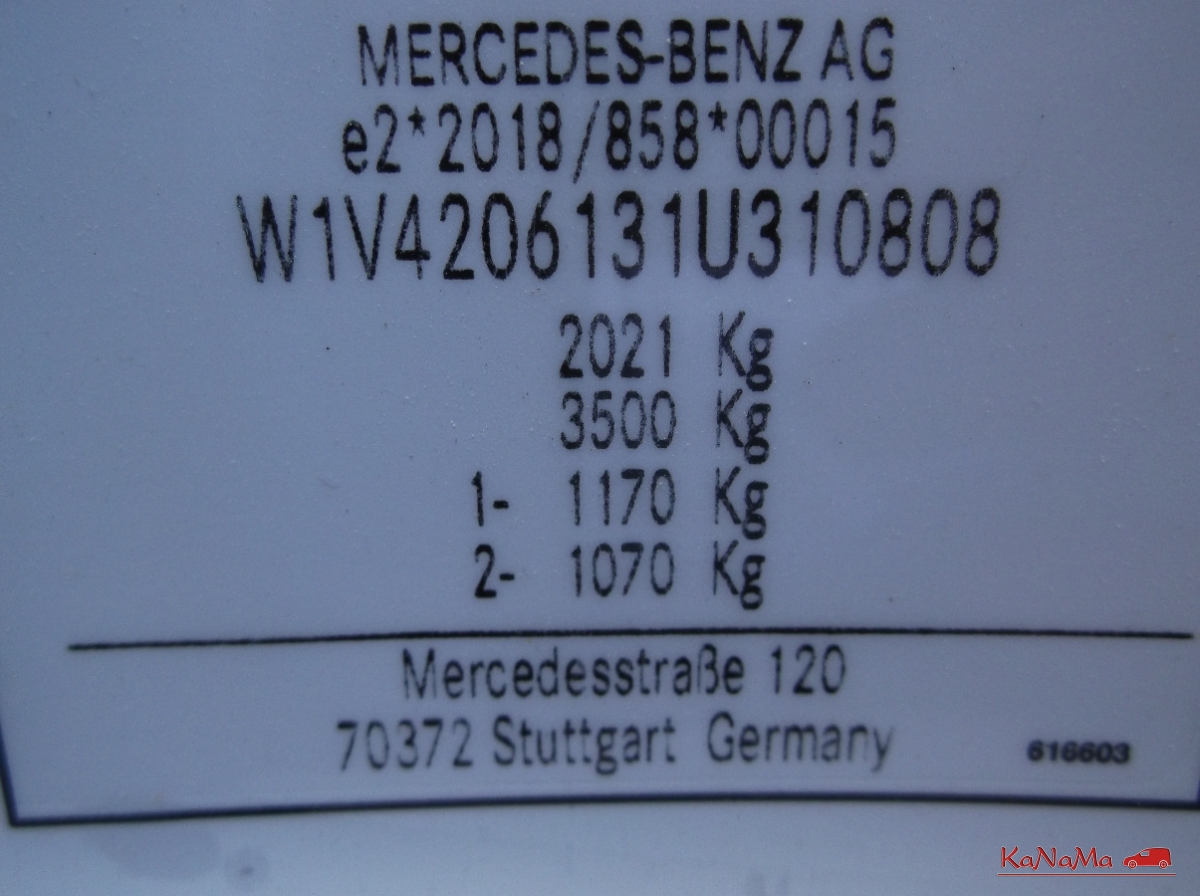 MERCEDES-BENZ AG
e2*2018/858*00015
W1V4206131U310808
2021 Kg
3500 Kg
1- 1170 Kg
2- 1070 Kg
Mercedesstraße 120
70372 Stuttgart Germany
616603
KaNaMa